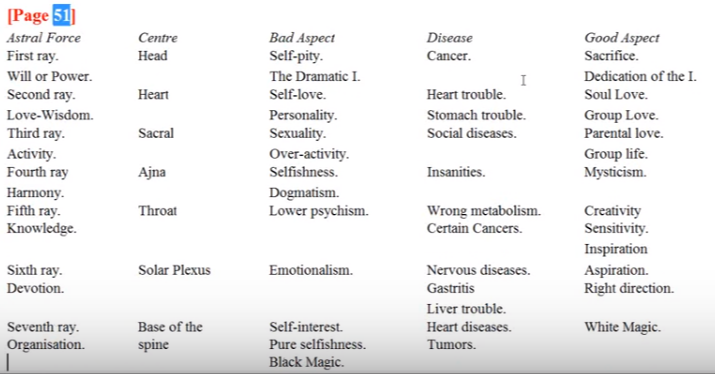 [Page 51]
Astral Force Centre Bad Aspect Disease Good Aspect
First ray. Head Self-pity. Cancer. Sacrifice.
Will or Power. The Dramatic I. Dedication of the I.
Second ray. Heart Self-love. Heart trouble. Soul Love.
Love-Wisdom. Personality. Stomach trouble. Group Love.
Third ray. Sacral Sexuality. Social diseases. Parental love.
Activity. Over-activity. Group life.
Fourth ray Ajna Selfishness. Insanities. Mysticism.
Harmony. Dogmatism.
Fifth ray. Throat Lower psychism. Wrong metabolism. Creativity
Knowledge. Certain Cancers. Sensitivity.
Inspiration
Sixth ray. Solar Plexus Emotionalism. Nervous diseases. Aspiration.
Devotion. Gastritis Right direction.
Liver trouble.
Seventh ray. Base of the Self-interest. Heart diseases. White Magic.
Organisation. spine Pure selfishness. Tumors.
Black Magic.